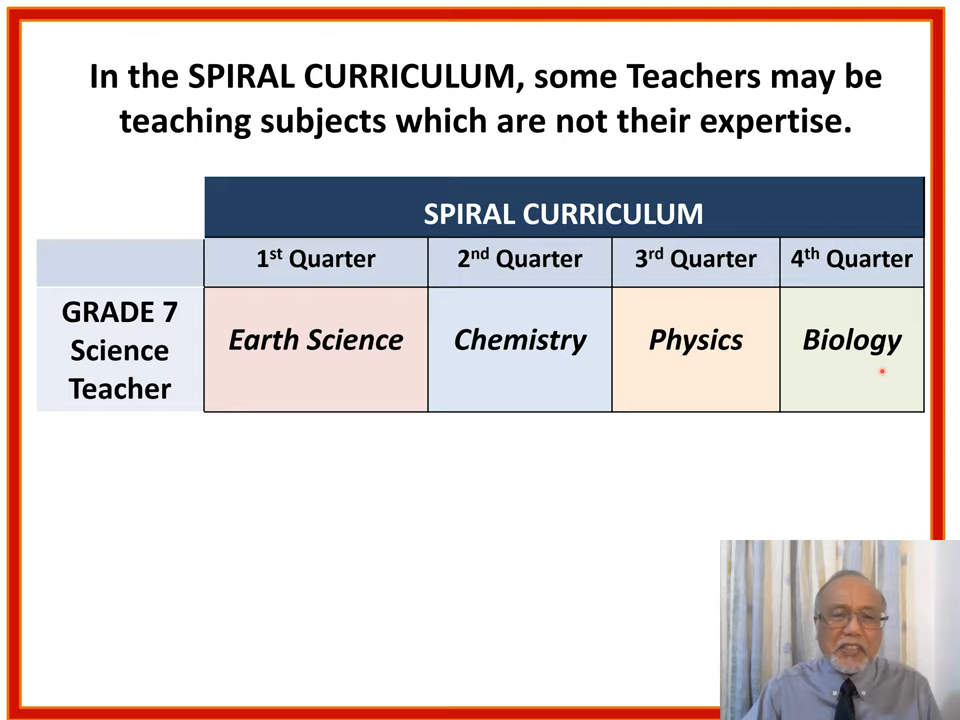 In the SPIRAL CURRICULUM, some Teachers may be
teaching subjects which are not their expertise.
SPIRAL CURRICULUM
1st Quarter 2nd Quarter 3rd Quarter 4th Quarter
GRADE 7
Science
Teacher
Earth Science Chemistry Physics Biology